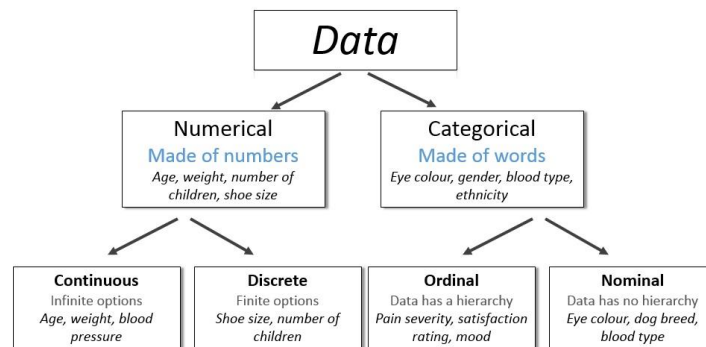 Data
Numerical
Made of numbers
Age, weight, number of
children, shoe size
Categorical
Made of words
Eye colour, gender, blood type,
ethnicity
Continuous
Infinite options
Age, weight, blood
pressure
Discrete
Finite options
Shoe size, number of
children
Ordinal
Data has a hierarchy
Pain severity, satisfaction
rating, mood
Nominal
Data has no hierarchy
Eye colour, dog breed,
blood type